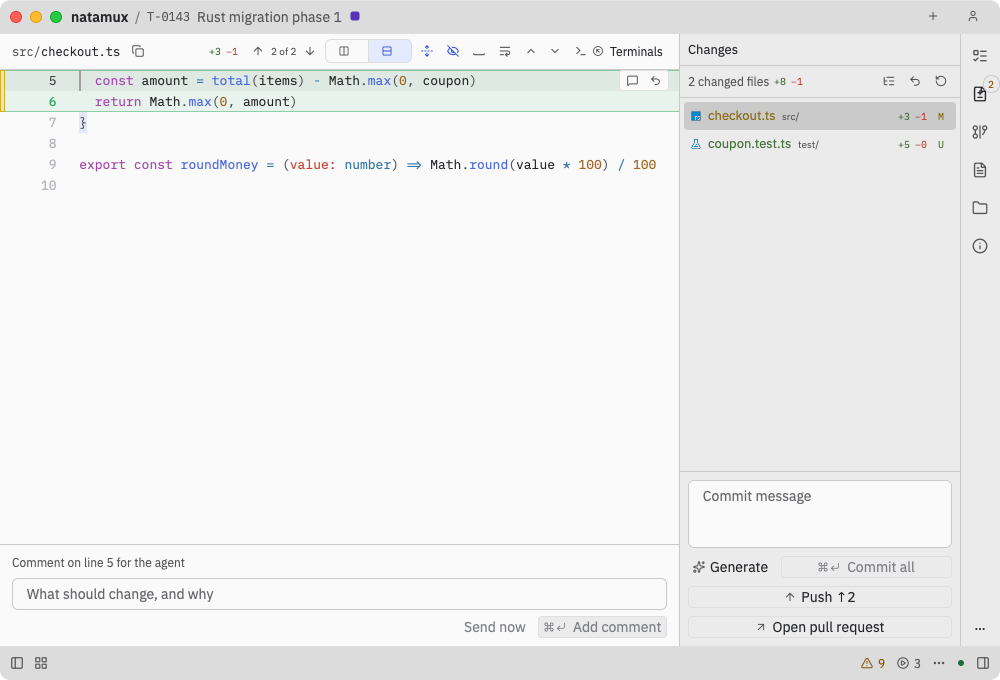 natamux / T-0143 Rust migration phase 1
src/checkout.ts +3 −1 2 of 2 Terminals
5 const amount = total(items) - Math.max(0, coupon)
6 return Math.max(0, amount)
7 }
8
9 export const roundMoney = (value: number) => Math.round(value * 100) / 100
10
Comment on line 5 for the agent
What should change, and why
Send now ⌘↵ Add comment
Changes
2 changed files +8 −1
checkout.ts src/ +3 −1 M
coupon.test.ts test/ +5 −0 U
Commit message
Generate ⌘↵ Commit all
↑ Push ↑2
Open pull request
2
9 3